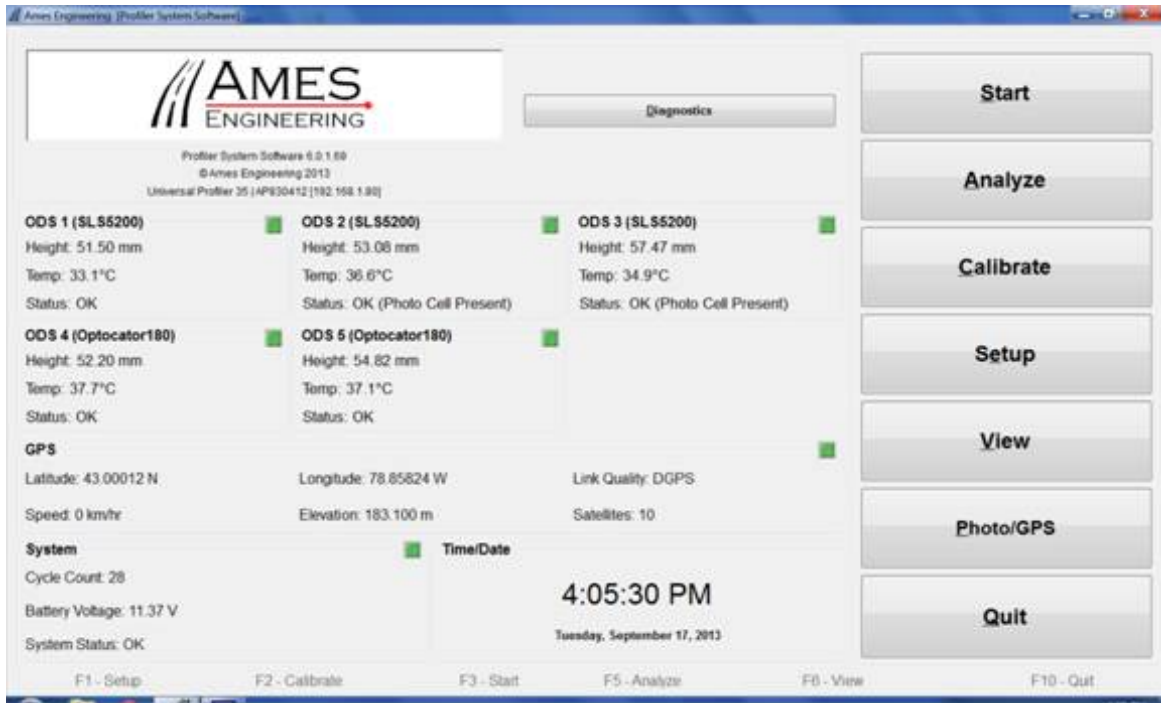 Ames Engineering [Profiler System Software]
AMES
ENGINEERING
Diagnostics
Profiler System Software 6.0.1.69
© Ames Engineering 2013
Universal Profiler 35 | AP930412 [192.168.1.80]
ODS 1 (SLS5200)
Height: 51.50 mm
Temp: 33.1°C
Status: OK
ODS 2 (SLS5200)
Height: 53.08 mm
Temp: 36.6°C
Status: OK (Photo Cell Present)
ODS 3 (SLS5200)
Height: 57.47 mm
Temp: 34.9°C
Status: OK (Photo Cell Present)
ODS 4 (Optocator180)
Height: 52.20 mm
Temp: 37.7°C
Status: OK
ODS 5 (Optocator180)
Height: 54.82 mm
Temp: 37.1°C
Status: OK
GPS
Latitude: 43.00012 N
Longitude: 78.85824 W
Link Quality: DGPS
Speed: 0 km/hr
Elevation: 183.100 m
Satellites: 10
System
Cycle Count: 28
Battery Voltage: 11.37 V
System Status: OK
Time/Date
4:05:30 PM
Tuesday, September 17, 2013
Start
Analyze
Calibrate
Setup
View
Photo/GPS
Quit
F1 - Setup
F2 - Calibrate
F3 - Start
F5 - Analyze
F6 - View
F10 - Quit